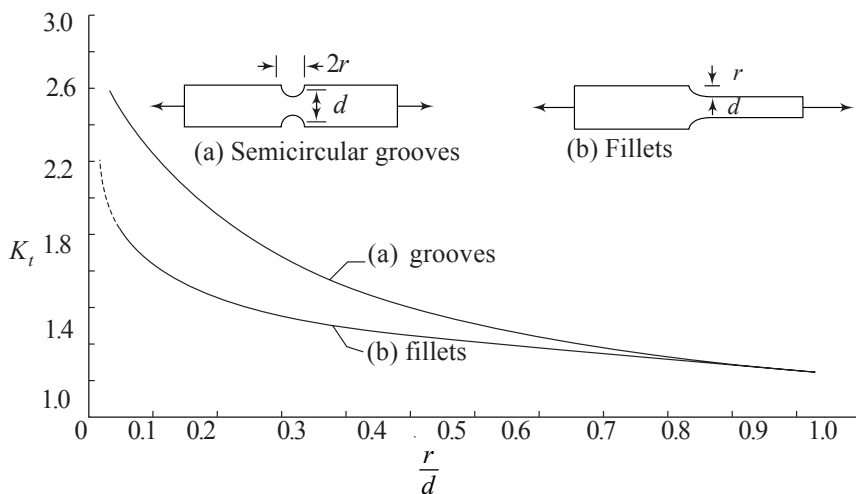 3.0
2.6
2.2
1.8
1.4
1.0
K_t
2r
d
(a) Semicircular grooves
r
d
(b) Fillets
(a) grooves
(b) fillets
0 0.1 0.2 0.3 0.4 0.5 0.6 0.7 0.8 0.9 1.0
r
d